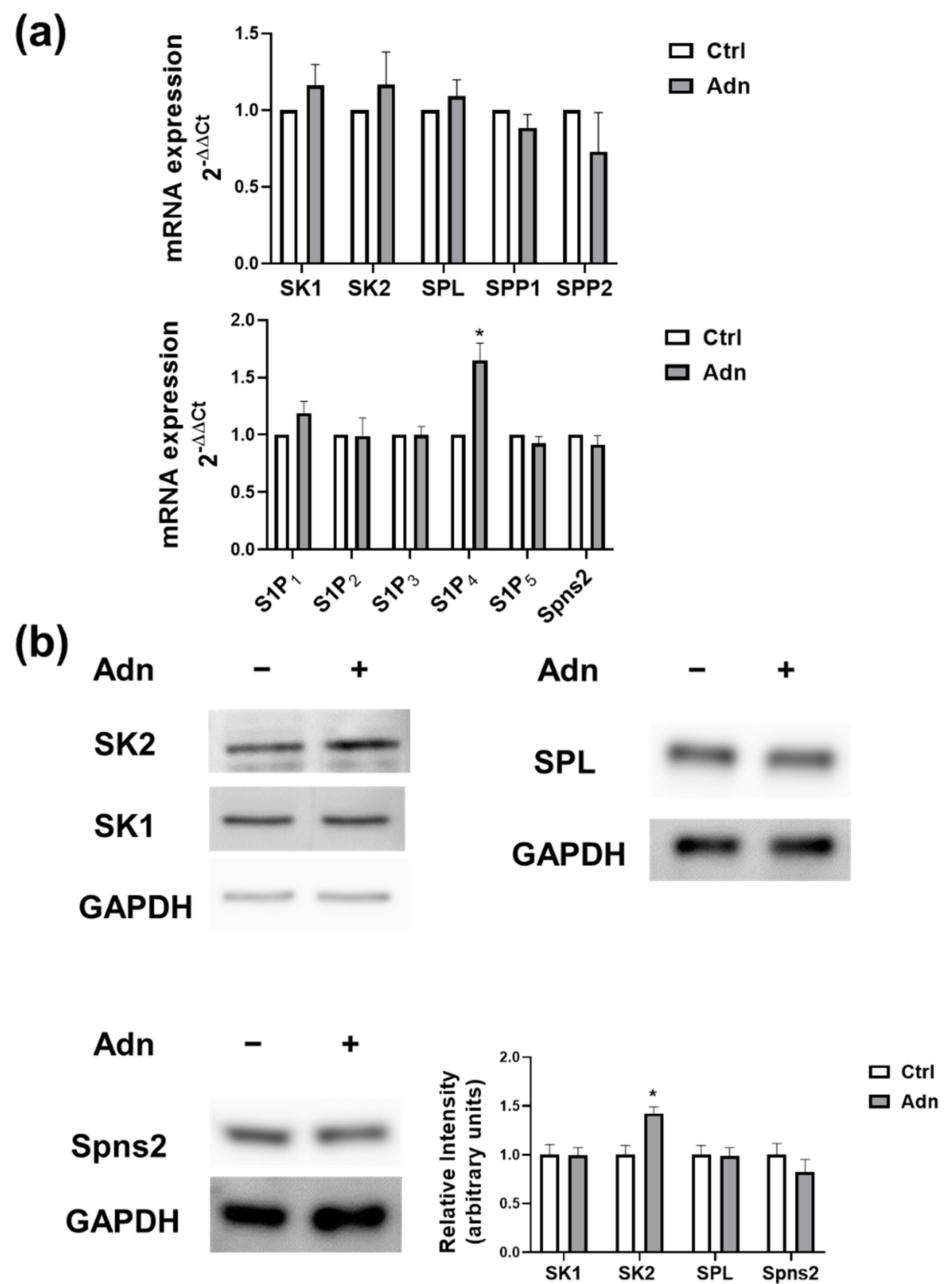 (a)
mRNA expression
2-ΔΔCt
1.5
1.0
0.5
0.0
SK1 SK2 SPL SPP1 SPP2
Ctrl
Adn
mRNA expression
2-ΔΔCt
2.0
1.5
1.0
0.5
0.0
*
S1P1 S1P2 S1P3 S1P4 S1P5 Spns2
Ctrl
Adn
(b)
Adn − +
SK2
SK1
GAPDH
Adn − +
SPL
GAPDH
Adn − +
Spns2
GAPDH
Relative Intensity
(arbitrary units)
2.0
1.5
1.0
0.5
0.0
*
SK1 SK2 SPL Spns2
Ctrl
Adn